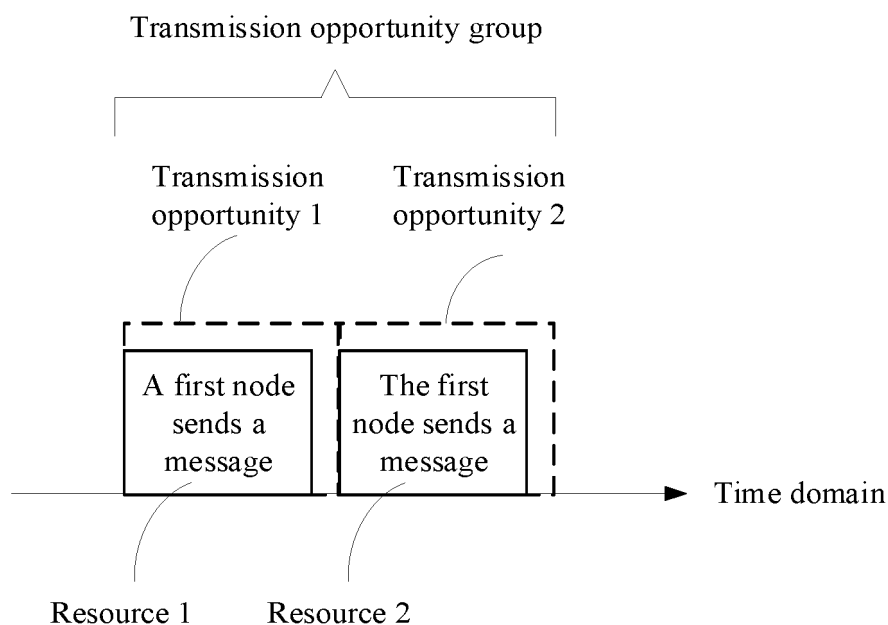 Transmission opportunity group
Transmission
opportunity 1
Transmission
opportunity 2
A first node
sends a
message
The first
node sends a
message
Time domain
Resource 1
Resource 2